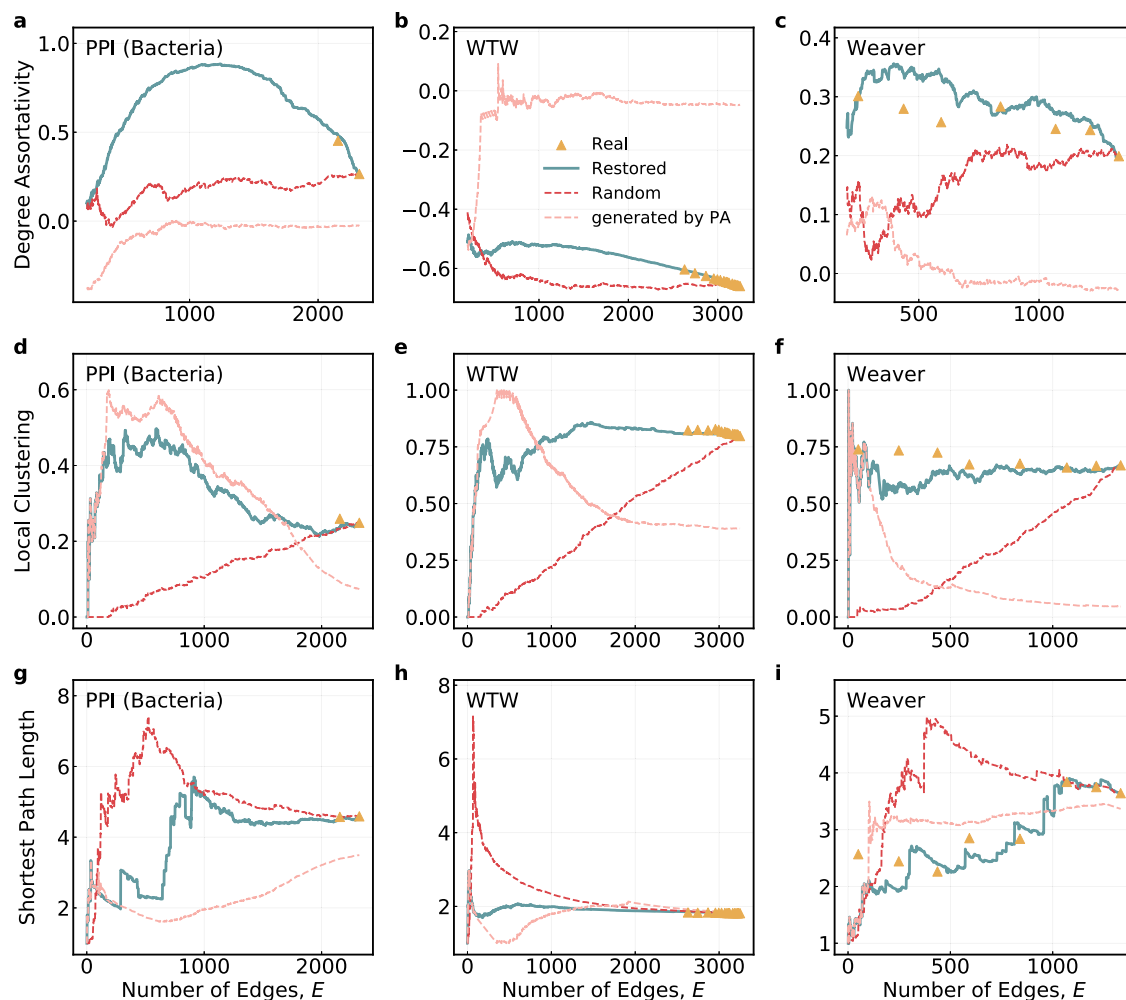 a
PPI (Bacteria)
Degree Assortativity
1.0
0.5
0.0
1000
2000
b
WTW
0.2
0.0
−0.2
−0.4
−0.6
1000
2000
3000
Real
Restored
Random
generated by PA
c
Weaver
0.4
0.3
0.2
0.1
0.0
500
1000
d
PPI (Bacteria)
Local Clustering
0.6
0.4
0.2
0.0
0
1000
2000
e
WTW
1.00
0.75
0.50
0.25
0.00
0
1000
2000
3000
f
Weaver
1.00
0.75
0.50
0.25
0.00
0
500
1000
g
PPI (Bacteria)
Shortest Path Length
8
6
4
2
0
1000
2000
Number of Edges, E
h
WTW
8
6
4
2
0
1000
2000
3000
Number of Edges, E
i
Weaver
5
4
3
2
1
0
500
1000
Number of Edges, E